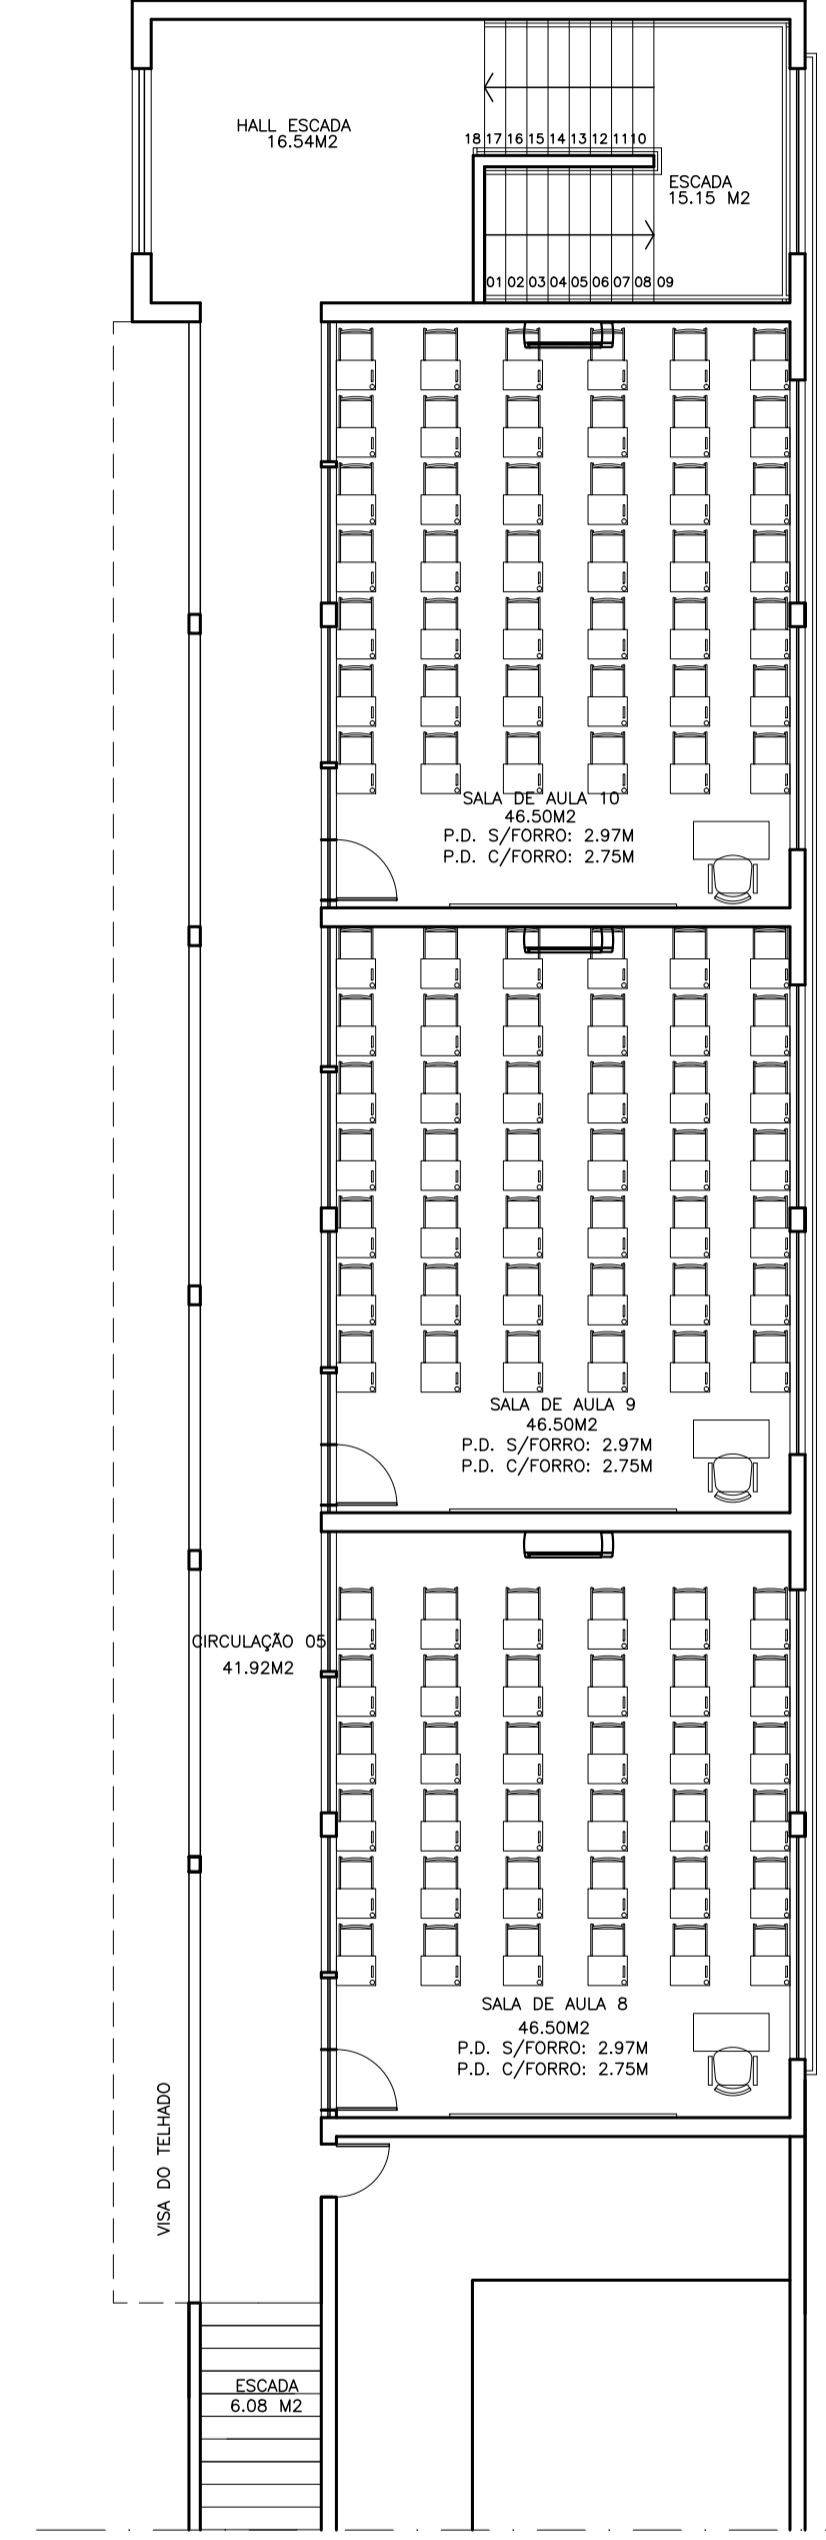 HALL ESCADA
16.54M2
18 17 16 15 14 13 12 11 10
ESCADA
15.15 M2
01 02 03 04 05 06 07 08 09
SALA DE AULA 10
46.50M2
P.D. S/FORRO: 2.97M
P.D. C/FORRO: 2.75M
SALA DE AULA 9
46.50M2
P.D. S/FORRO: 2.97M
P.D. C/FORRO: 2.75M
CIRCULAÇÃO 05
41.92M2
SALA DE AULA 8
46.50M2
P.D. S/FORRO: 2.97M
P.D. C/FORRO: 2.75M
VISA DO TELHADO
ESCADA
6.08 M2